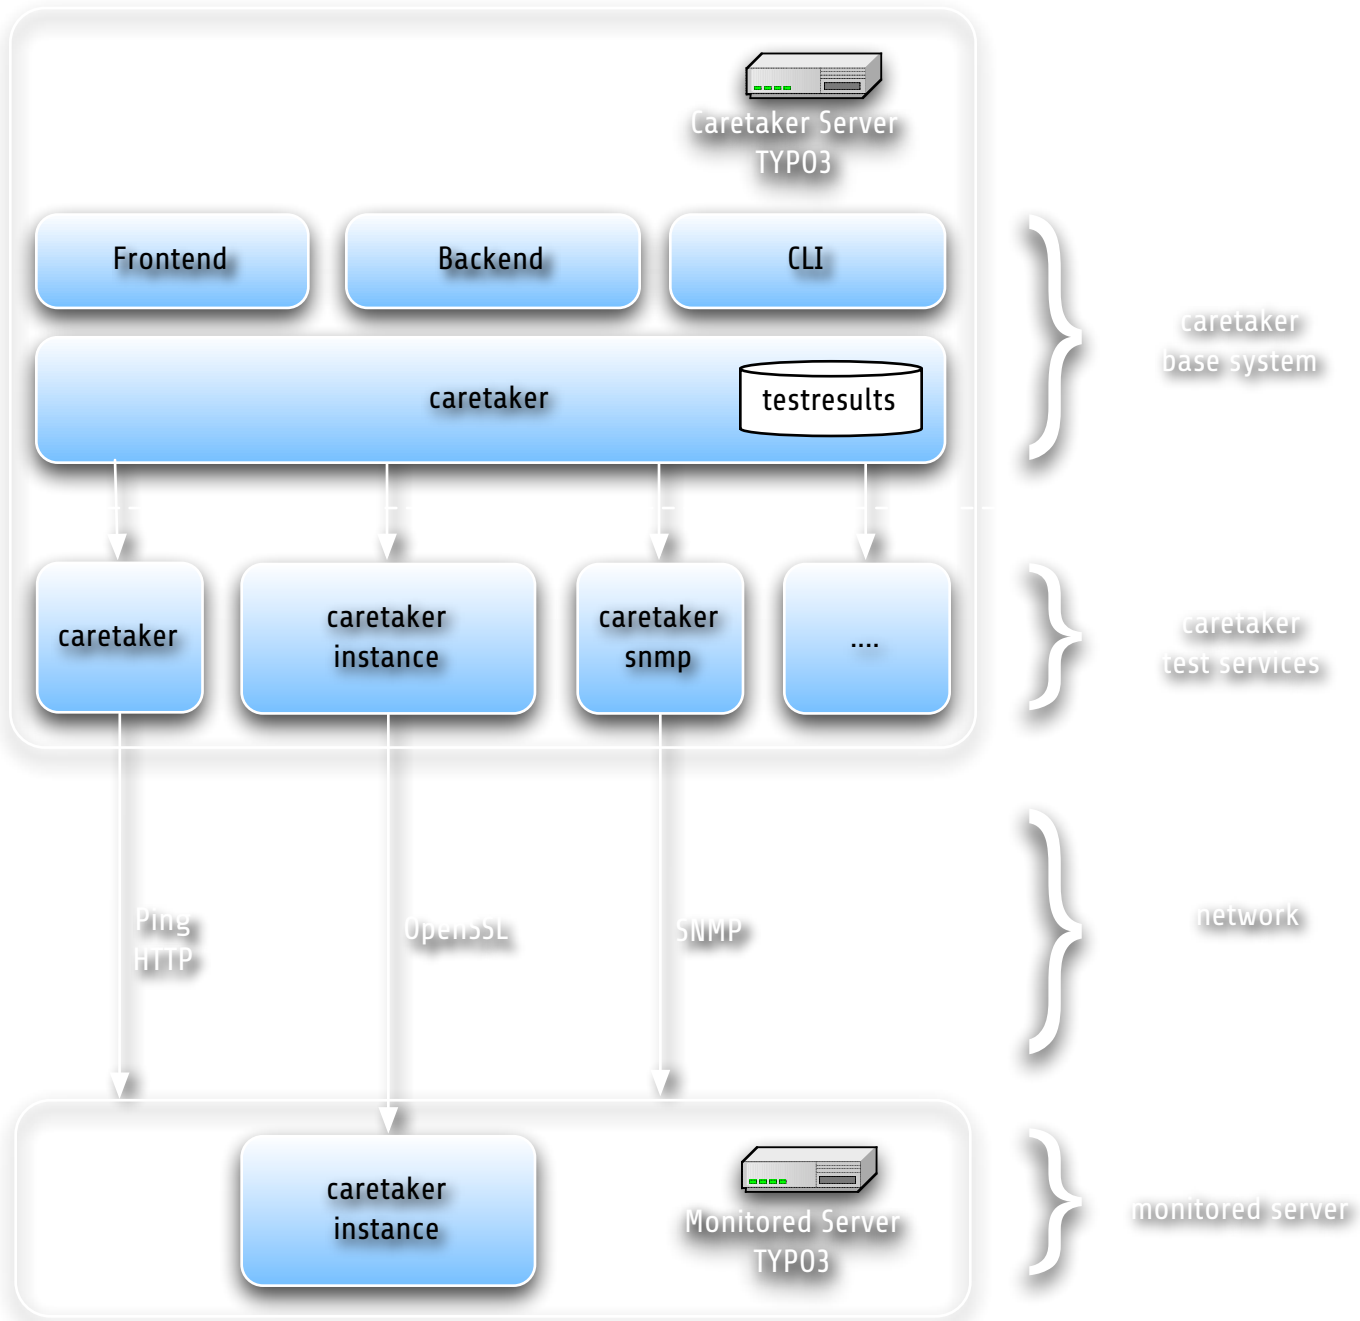 Caretaker Server
TYPO3
Frontend
Backend
CLI
caretaker
testresults
caretaker
base system
caretaker
caretaker
instance
caretaker
snmp
....
caretaker
test services
Ping
HTTP
OpenSSL
SNMP
network
caretaker
instance
Monitored Server
TYPO3
monitored server